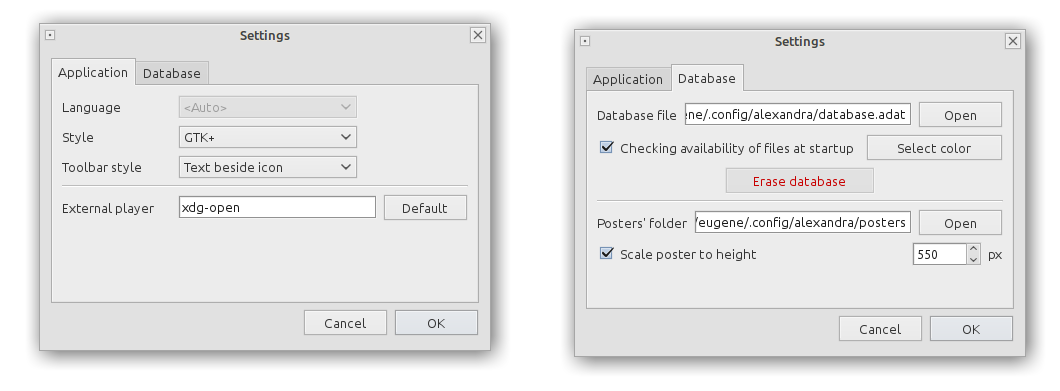 Settings
Application Database
Language <Auto>
Style GTK+
Toolbar style Text beside icon
External player xdg-open Default
Cancel OK
Settings
Application Database
Database file ne/.config/alexandra/database.adat Open
Checking availability of files at startup Select color
Erase database
Posters' folder /eugene/.config/alexandra/posters Open
Scale poster to height 550 px
Cancel OK